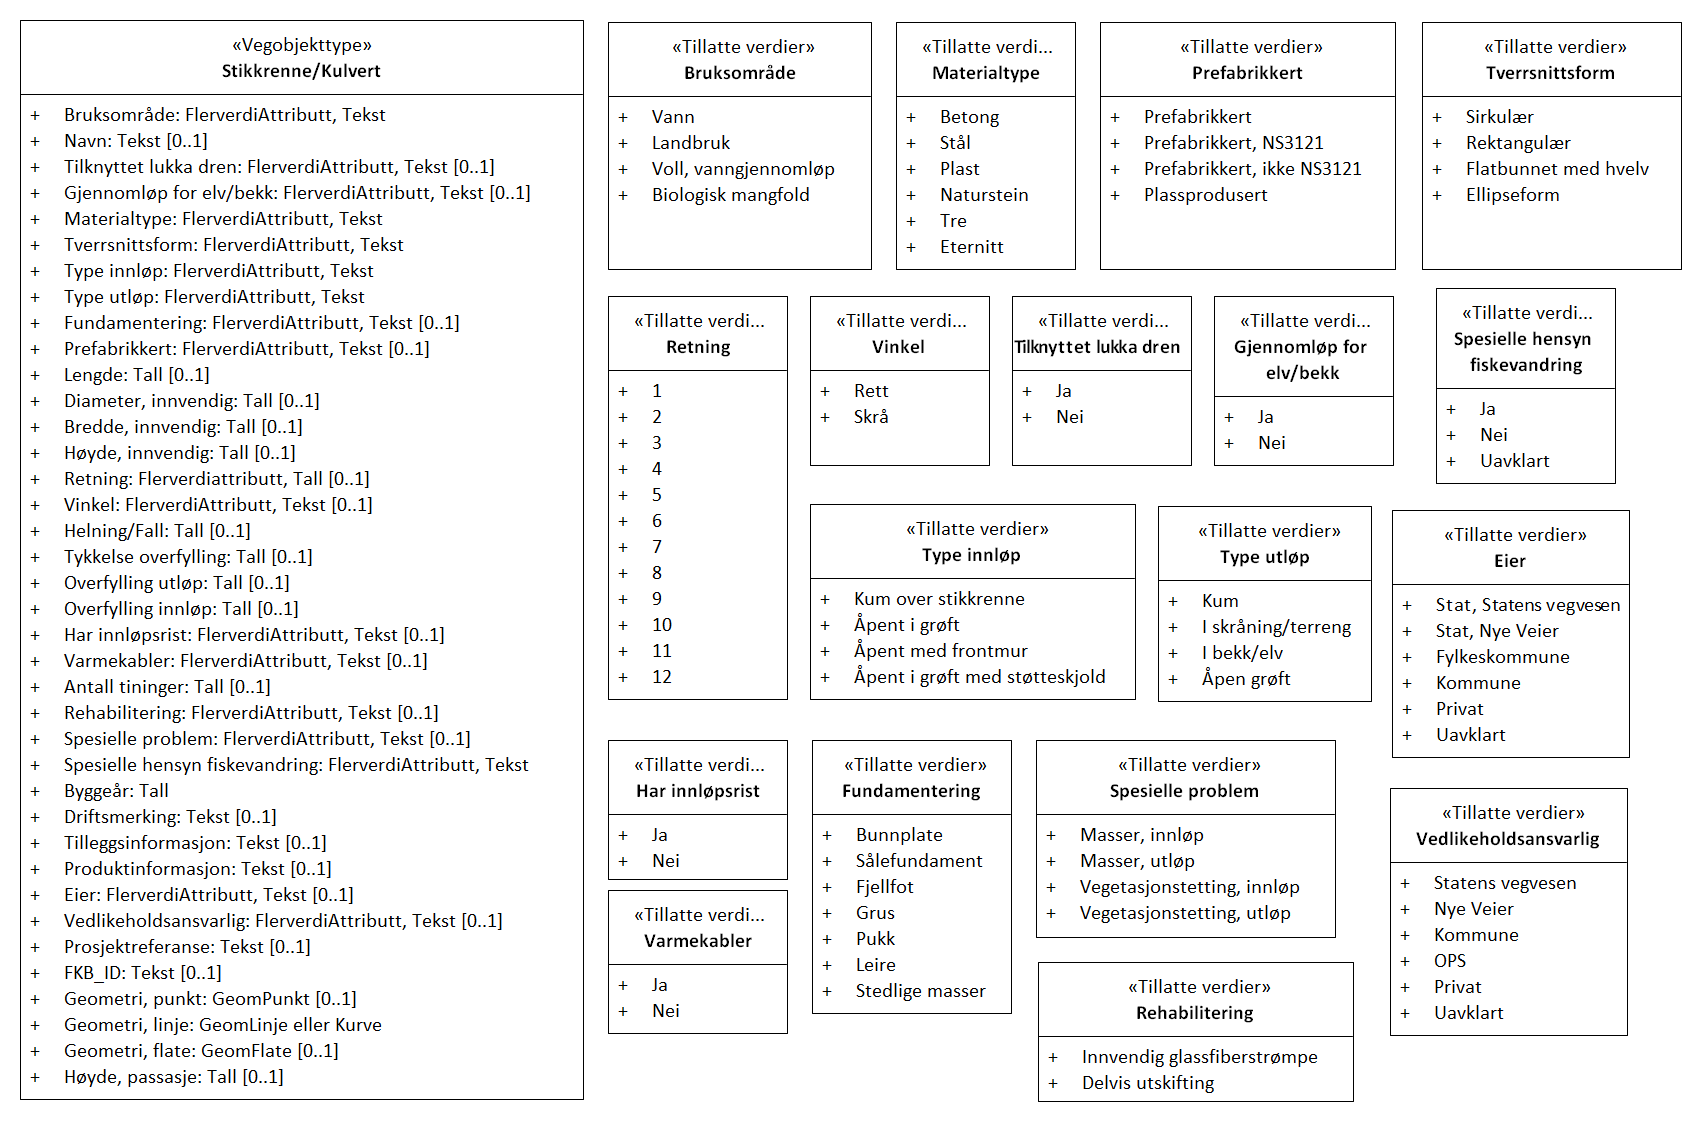 «Vegobjekttype»
Stikkrenne/Kulvert
+ Bruksområde: FlerverdiAttributt, Tekst
+ Navn: Tekst [0..1]
+ Tilknyttet lukka dren: FlerverdiAttributt, Tekst [0..1]
+ Gjennomløp for elv/bekk: FlerverdiAttributt, Tekst [0..1]
+ Materialtype: FlerverdiAttributt, Tekst
+ Tverrsnittsform: FlerverdiAttributt, Tekst
+ Type innløp: FlerverdiAttributt, Tekst
+ Type utløp: FlerverdiAttributt, Tekst
+ Fundamentering: FlerverdiAttributt, Tekst [0..1]
+ Prefabrikkert: FlerverdiAttributt, Tekst [0..1]
+ Lengde: Tall [0..1]
+ Diameter, innvendig: Tall [0..1]
+ Bredde, innvendig: Tall [0..1]
+ Høyde, innvendig: Tall [0..1]
+ Retning: Flerverdiattributt, Tall [0..1]
+ Vinkel: FlerverdiAttributt, Tekst [0..1]
+ Helning/Fall: Tall [0..1]
+ Tykkelse overfylling: Tall [0..1]
+ Overfylling utløp: Tall [0..1]
+ Overfylling innløp: Tall [0..1]
+ Har innløpsrist: FlerverdiAttributt, Tekst [0..1]
+ Varmekabler: FlerverdiAttributt, Tekst [0..1]
+ Antall tininger: Tall [0..1]
+ Rehabilitering: FlerverdiAttributt, Tekst [0..1]
+ Spesielle problem: FlerverdiAttributt, Tekst [0..1]
+ Spesielle hensyn fiskevandring: FlerverdiAttributt, Tekst
+ Byggeår: Tall
+ Driftsmerking: Tekst [0..1]
+ Tilleggsinformasjon: Tekst [0..1]
+ Produktinformasjon: Tekst [0..1]
+ Eier: FlerverdiAttributt, Tekst [0..1]
+ Vedlikeholdsansvarlig: FlerverdiAttributt, Tekst [0..1]
+ Prosjektreferanse: Tekst [0..1]
+ FKB_ID: Tekst [0..1]
+ Geometri, punkt: GeomPunkt [0..1]
+ Geometri, linje: GeomLinje eller Kurve
+ Geometri, flate: GeomFlate [0..1]
+ Høyde, passasje: Tall [0..1]
«Tillatte verdier»
Bruksområde
+ Vann
+ Landbruk
+ Voll, vanngjennomløp
+ Biologisk mangfold
«Tillatte verdi...
Materialtype
+ Betong
+ Stål
+ Plast
+ Naturstein
+ Tre
+ Eternitt
«Tillatte verdier»
Prefabrikkert
+ Prefabrikkert
+ Prefabrikkert, NS3121
+ Prefabrikkert, ikke NS3121
+ Plassprodusert
«Tillatte verdier»
Tverrsnittsform
+ Sirkulær
+ Rektangulær
+ Flatbunnet med hvelv
+ Ellipseform
«Tillatte verdi...
Retning
+ 1
+ 2
+ 3
+ 4
+ 5
+ 6
+ 7
+ 8
+ 9
+ 10
+ 11
+ 12
«Tillatte verdi...
Vinkel
+ Rett
+ Skrå
«Tillatte verdi...
Tilknyttet lukka dren
+ Ja
+ Nei
«Tillatte verdi...
Gjennomløp for
elv/bekk
+ Ja
+ Nei
«Tillatte verdi...
Spesielle hensyn
fiskevandring
+ Ja
+ Nei
+ Uavklart
«Tillatte verdier»
Type innløp
+ Kum over stikkrenne
+ Åpent i grøft
+ Åpent med frontmur
+ Åpent i grøft med støtteskjold
«Tillatte verdier»
Type utløp
+ Kum
+ I skråning/terreng
+ I bekk/elv
+ Åpen grøft
«Tillatte verdier»
Eier
+ Stat, Statens vegvesen
+ Stat, Nye Veier
+ Fylkeskommune
+ Kommune
+ Privat
+ Uavklart
«Tillatte verdi...
Har innløpsrist
+ Ja
+ Nei
«Tillatte verdi...
Varmekabler
+ Ja
+ Nei
«Tillatte verdier»
Fundamentering
+ Bunnplate
+ Sålefundament
+ Fjellfot
+ Grus
+ Pukk
+ Leire
+ Stedlige masser
«Tillatte verdier»
Spesielle problem
+ Masser, innløp
+ Masser, utløp
+ Vegetasjonstetting, innløp
+ Vegetasjonstetting, utløp
«Tillatte verdier»
Rehabilitering
+ Innvendig glassfiberstrømpe
+ Delvis utskifting
«Tillatte verdier»
Vedlikeholdsansvarlig
+ Statens vegvesen
+ Nye Veier
+ Kommune
+ OPS
+ Privat
+ Uavklart